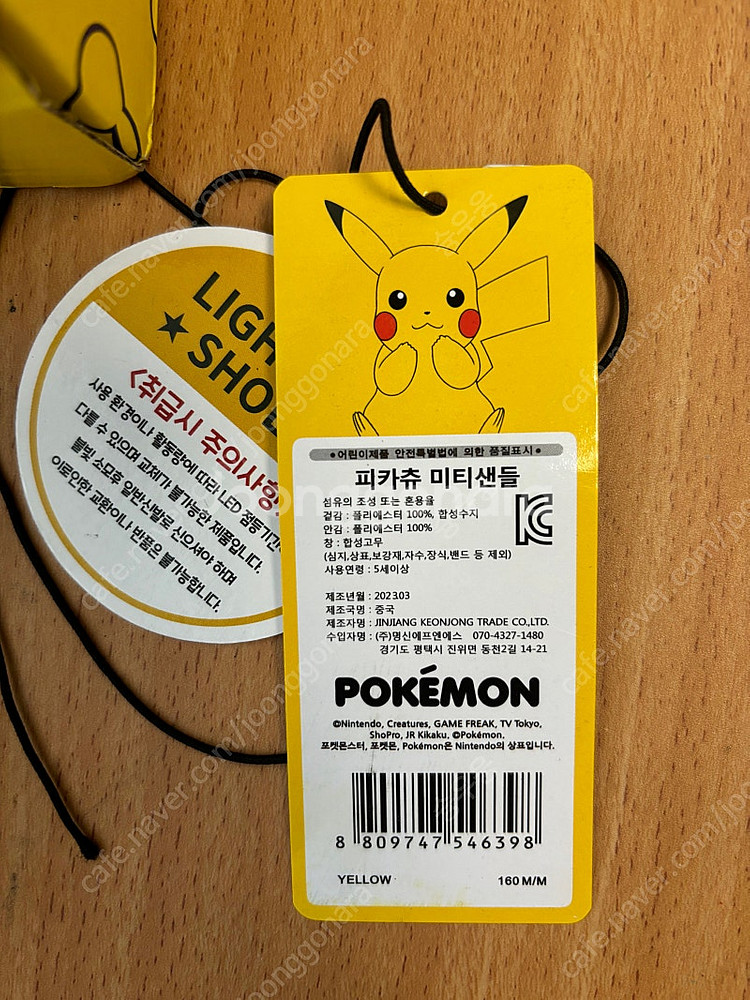 LIGH
★ SHOE
<취급시 주의사항
사용 환경이나 활동량에 따라 LED 점등기간
다를 수 있으며 교체가 불가능한 제품입니다.
불빛 소모후 일반신발로 신으셔야 하며
이로인한 교환이나 반품은 불가능합니다.
•어린이제품 안전특별법에 의한 품질표시•
피카츄 미티샌들
섬유의 조성 또는 혼용율
겉감 : 폴리에스터 100%, 합성수지
안감 : 폴리에스터 100%
창 : 합성고무
(심지,상표,보강재,자수,장식,밴드 등 제외)
사용연령 : 5세이상
제조년월 : 2023.03
제조국명 : 중국
제조자명 : JINJIANG KEONJONG TRADE CO.,LTD.
수입자명 : (주)명신에프엔에스 070-4327-1480
경기도 평택시 진위면 동천2길 14-21
POKÉMON
©Nintendo, Creatures, GAME FREAK, TV Tokyo,
ShoPro, JR Kikaku. ©Pokémon.
포켓몬스터, 포켓몬, Pokémon은 Nintendo의 상표입니다.
8 809747 546398
YELLOW 160 M/M
cafe.naver.com/joonggonara